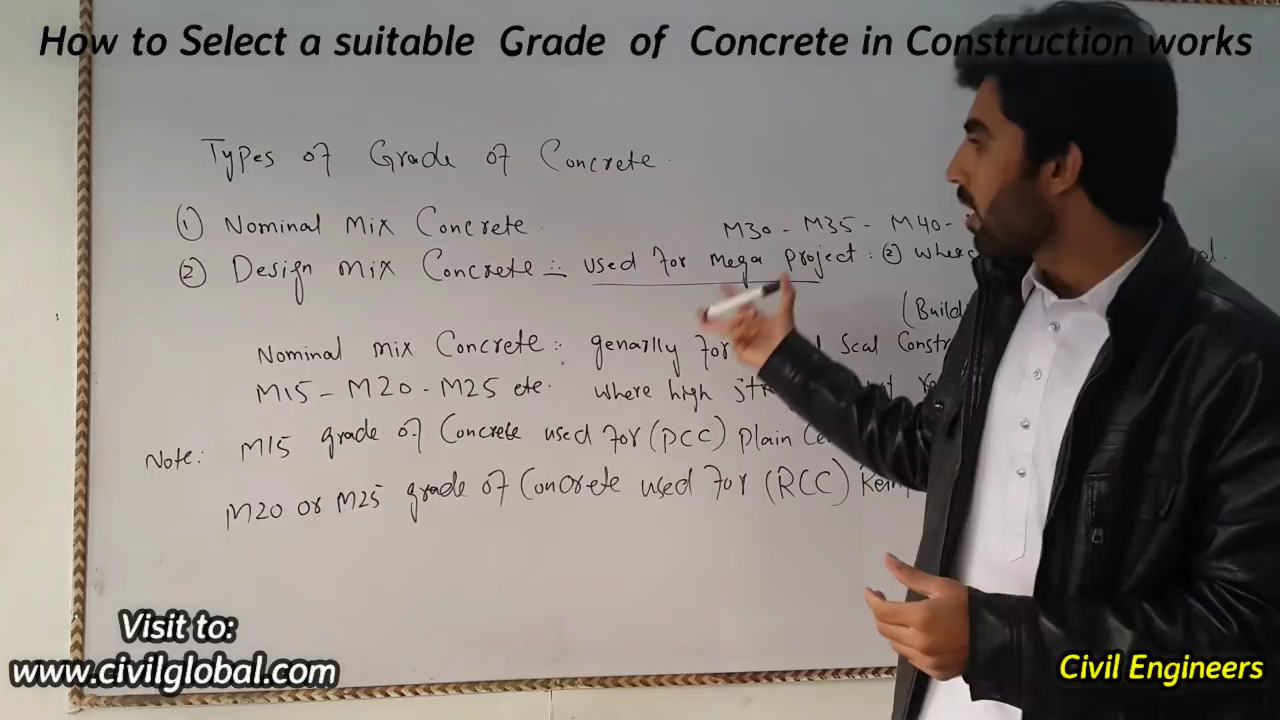 How to Select a suitable Grade of Concrete in Construction works
Types of Grade of Concrete.
① Nominal Mix Concrete.
M30 - M35 - M40-
② Design mix Concrete :- used for Mega project: ② where
(Build
Nominal mix Concrete:. genarlly for Scal Constr
M15 - M20 - M25 etc. where high
Note: M15 grade of Concrete used for (PCC) Plain Ce
M20 or M25 grade of Concrete used for (RCC) Reinf
Visit to:
www.civilglobal.com
Civil Engineers